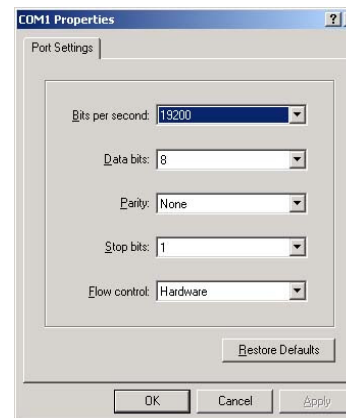 COM1 Properties ?
Port Settings
Bits per second: 19200
Data bits: 8
Parity: None
Stop bits: 1
Flow control: Hardware
Restore Defaults
OK Cancel Apply